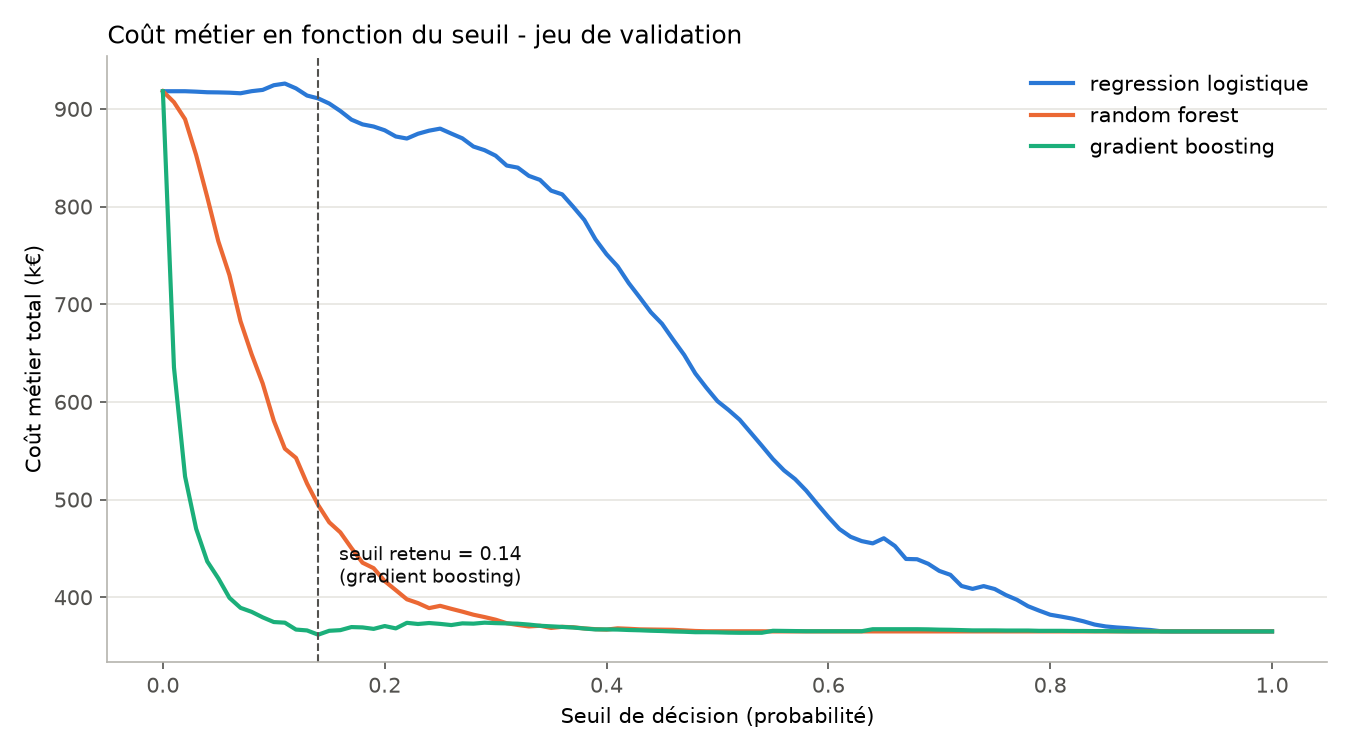 Coût métier en fonction du seuil - jeu de validation
regression logistique
random forest
gradient boosting
Coût métier total (k€)
900
800
700
600
500
400
seuil retenu = 0.14
(gradient boosting)
0.0 0.2 0.4 0.6 0.8 1.0
Seuil de décision (probabilité)